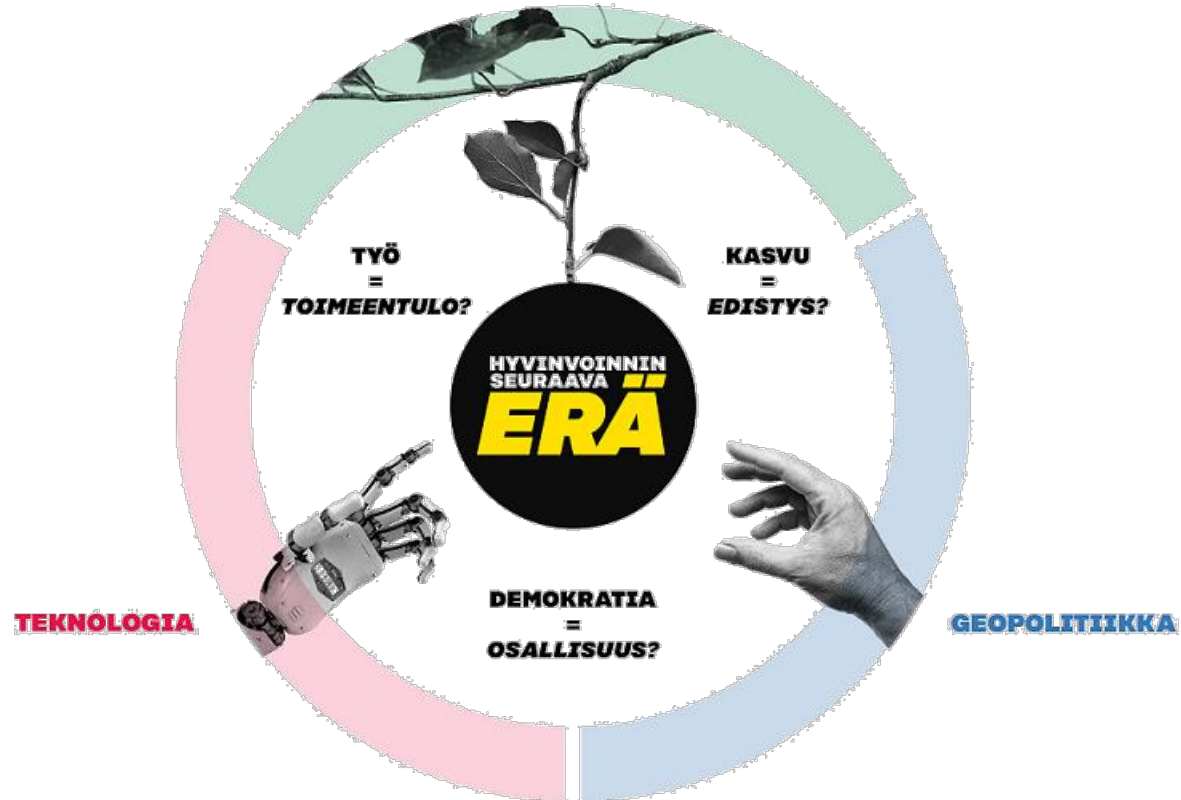 TYÖ
=
TOIMEENTULO?
KASVU
=
EDISTYS?
HYVINVOINNIN
SEURAAVA
ERÄ
DEMOKRATIA
=
OSALLISUUS?
TEKNOLOGIA
GEOPOLITIIKKA